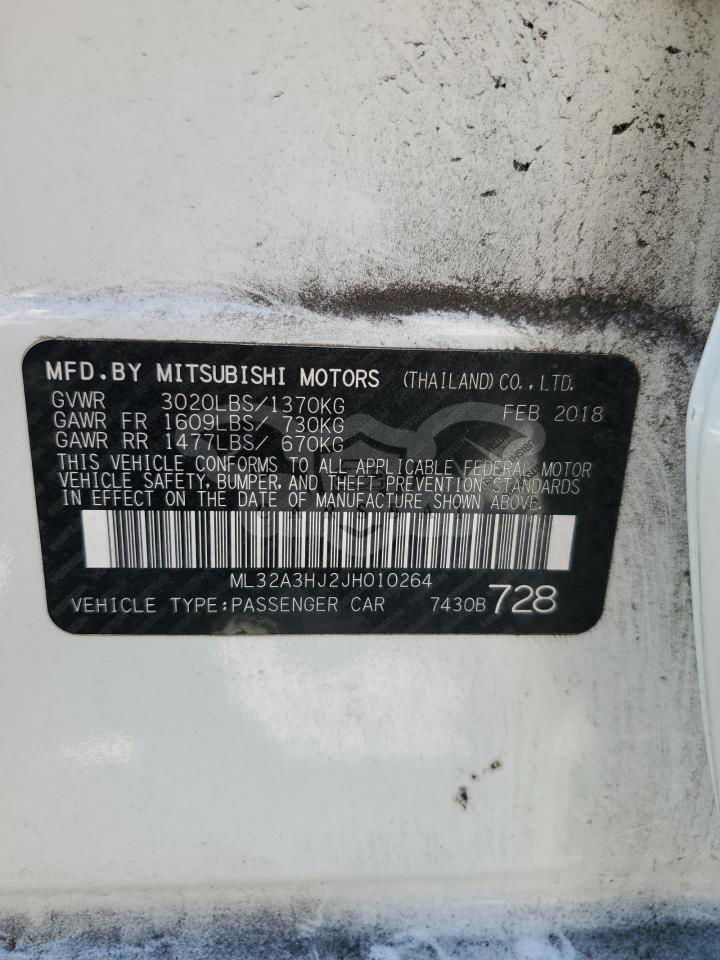 MFD.BY MITSUBISHI MOTORS (THAILAND) CO.,LTD.
GVWR 3020LBS/1370KG FEB 2018
GAWR FR 1609LBS/ 730KG
GAWR RR 1477LBS/ 670KG
THIS VEHICLE CONFORMS TO ALL APPLICABLE FEDERAL MOTOR
VEHICLE SAFETY, BUMPER, AND THEFT PREVENTION STANDARDS
IN EFFECT ON THE DATE OF MANUFACTURE SHOWN ABOVE.
ML32A3HJ2JH010264
VEHICLE TYPE:PASSENGER CAR 7430B 728